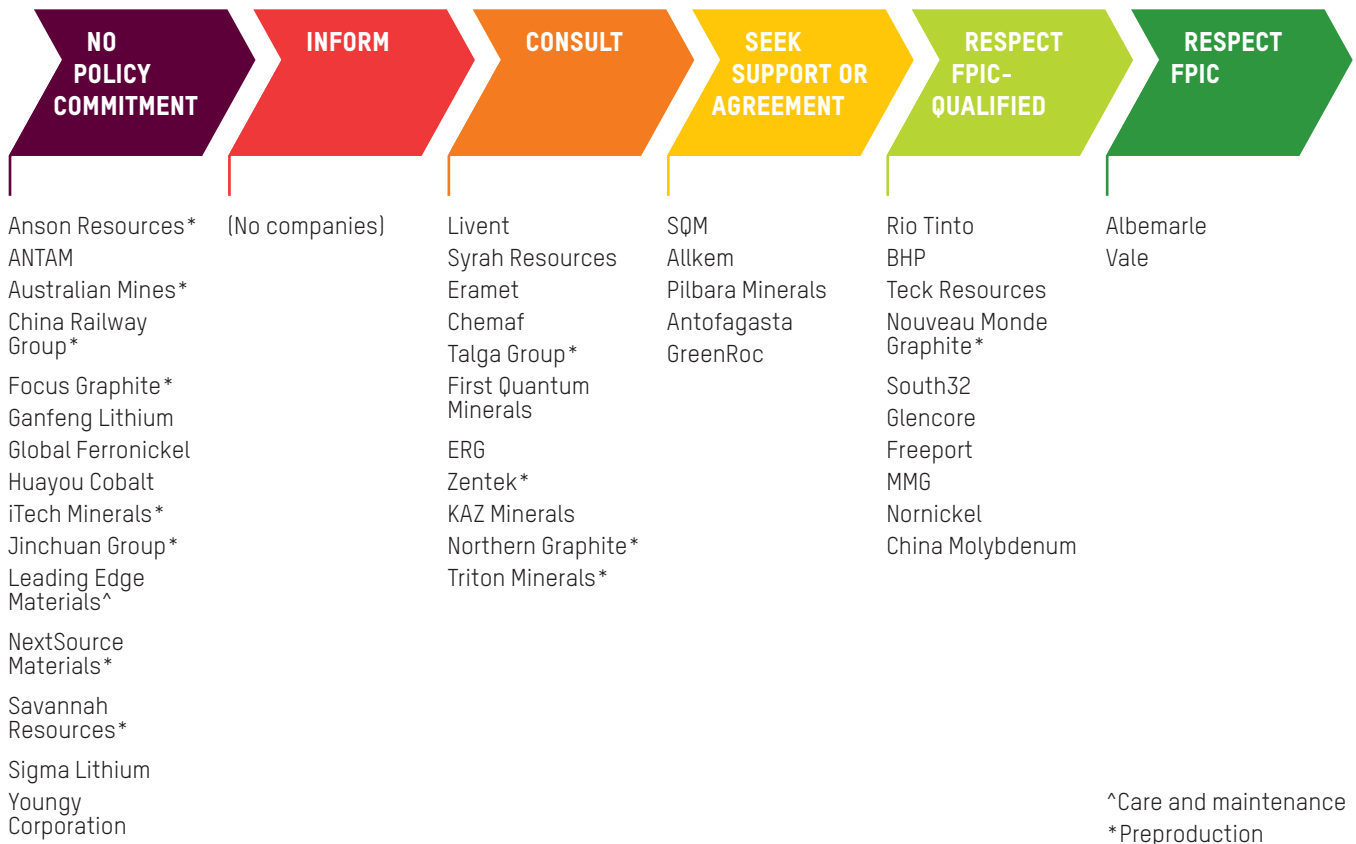 NO
POLICY
COMMITMENT
INFORM
CONSULT
SEEK
SUPPORT OR
AGREEMENT
RESPECT
FPIC-
QUALIFIED
RESPECT
FPIC
Anson Resources*
ANTAM
Australian Mines*
China Railway
Group*
Focus Graphite*
Ganfeng Lithium
Global Ferronickel
Huayou Cobalt
iTech Minerals*
Jinchuan Group*
Leading Edge
Materials^
NextSource
Materials*
Savannah
Resources*
Sigma Lithium
Youngy
Corporation
(No companies)
Livent
Syrah Resources
Eramet
Chemaf
Talga Group*
First Quantum
Minerals
ERG
Zentek*
KAZ Minerals
Northern Graphite*
Triton Minerals*
SQM
Allkem
Pilbara Minerals
Antofagasta
GreenRoc
Rio Tinto
BHP
Teck Resources
Nouveau Monde
Graphite*
South32
Glencore
Freeport
MMG
Nornickel
China Molybdenum
Albemarle
Vale
^Care and maintenance
*Preproduction